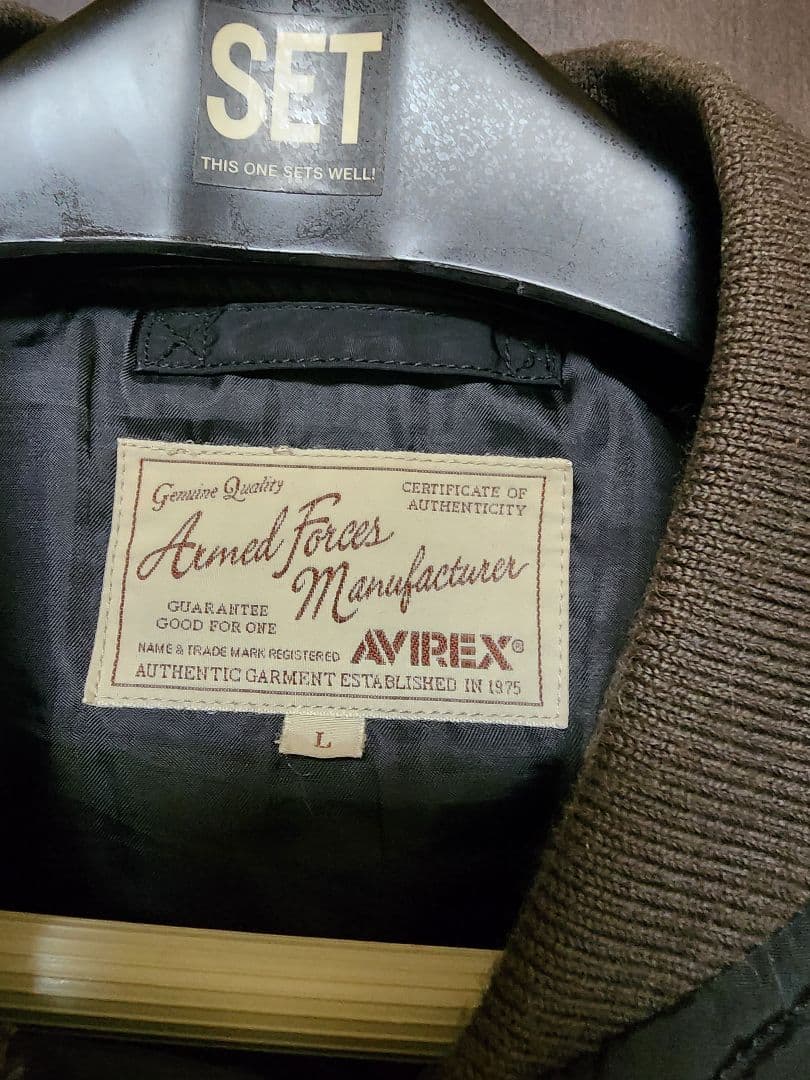 SET
THIS ONE SETS WELL!
Genuine Quality
CERTIFICATE OF
AUTHENTICITY
Armed Forces
Manufacturer
GUARANTEE
GOOD FOR ONE
NAME & TRADE MARK REGISTERED
AVIREX®
AUTHENTIC GARMENT ESTABLISHED IN 1975
L